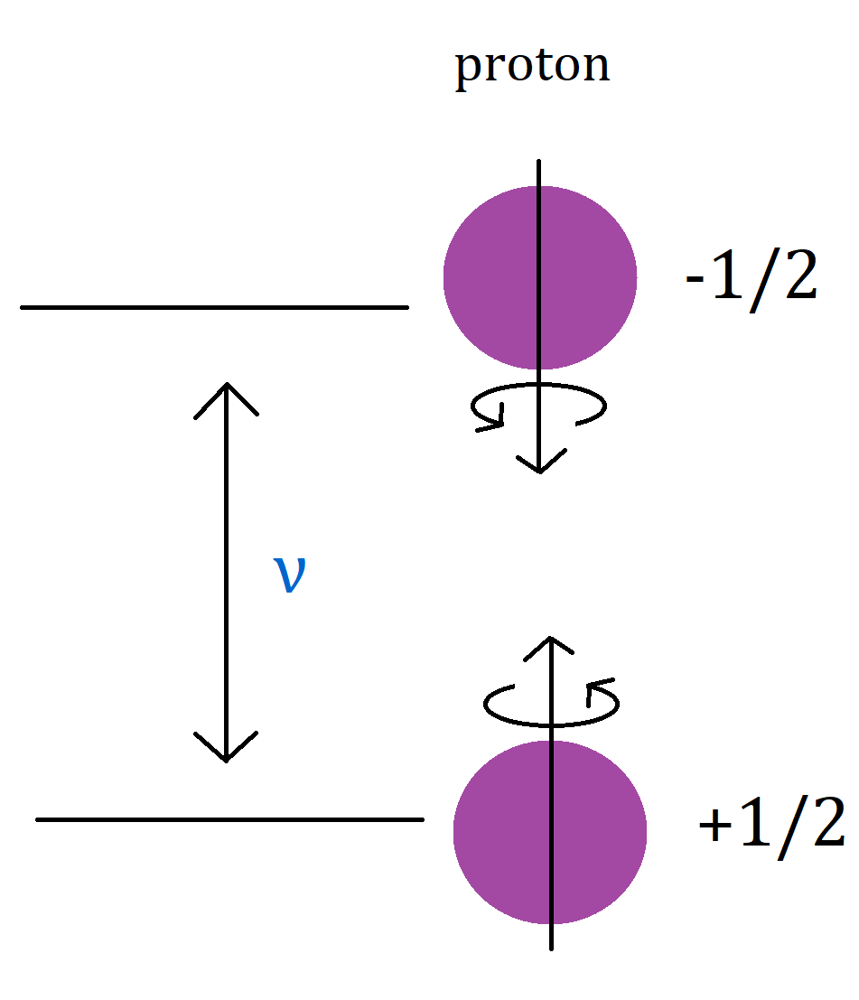 proton
-1/2
ν
+1/2